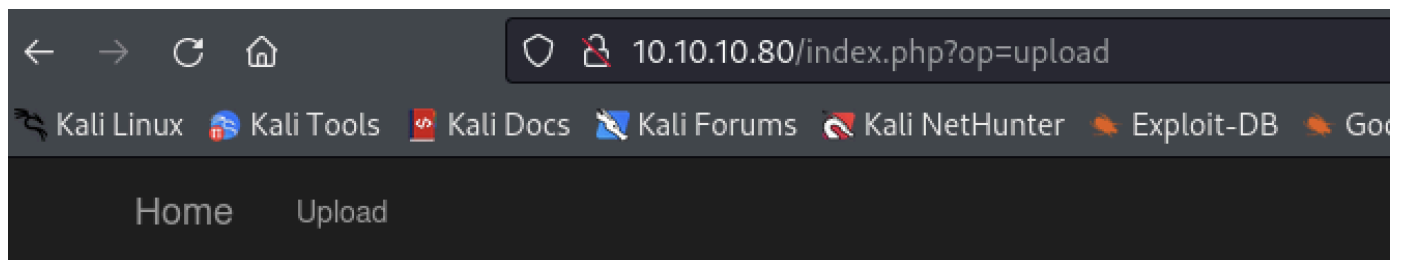 10.10.10.80/index.php?op=upload
Kali Linux Kali Tools Kali Docs Kali Forums Kali NetHunter Exploit-DB
Home Upload